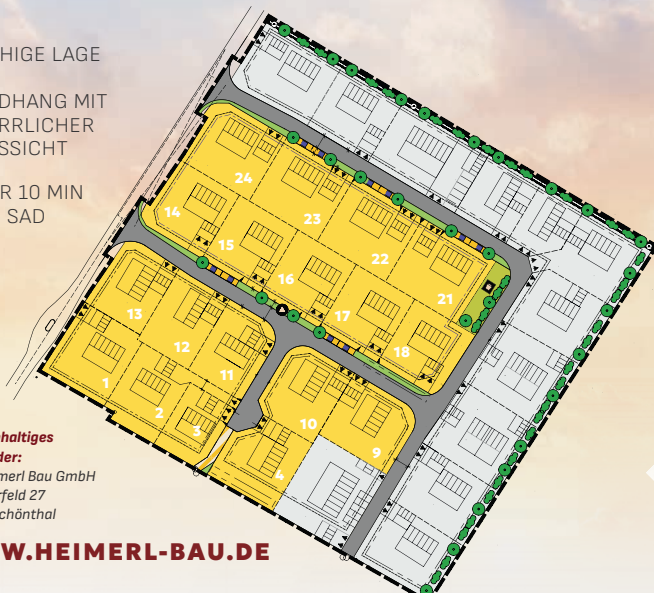 HIGE LAGE
DHANG MIT
RRLICHER
SSICHT
R 10 MIN
SAD
24
23
22
21
14
15
16
17
18
13
12
11
1
2
3
10
9
4
haltiges
der:
merl Bau GmbH
rfeld 27
chönthal
W.HEIMERL-BAU.DE